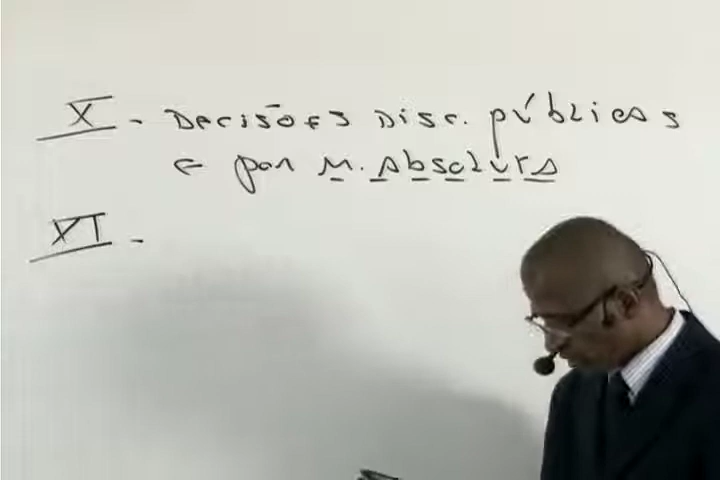 X - Decisões Disc. públicas
e por M. Absoluta
XI -